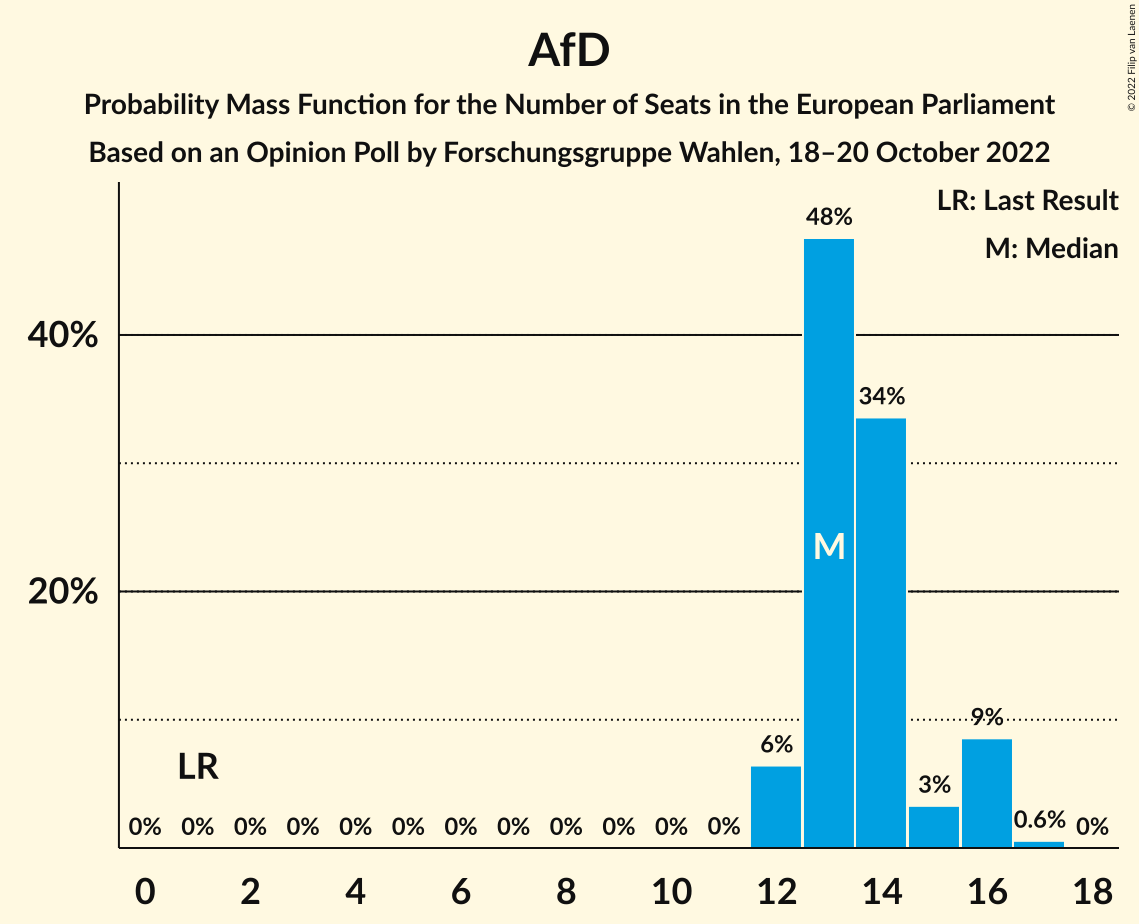 AfD
Probability Mass Function for the Number of Seats in the European Parliament
Based on an Opinion Poll by Forschungsgruppe Wahlen, 18–20 October 2022
© 2022 Filip van Laenen
LR: Last Result
M: Median
48%
40%
34%
M
20%
9%
6%
LR
3%
0% 0% 0% 0% 0% 0% 0% 0% 0% 0% 0% 0% 0.6% 0%
0 2 4 6 8 10 12 14 16 18